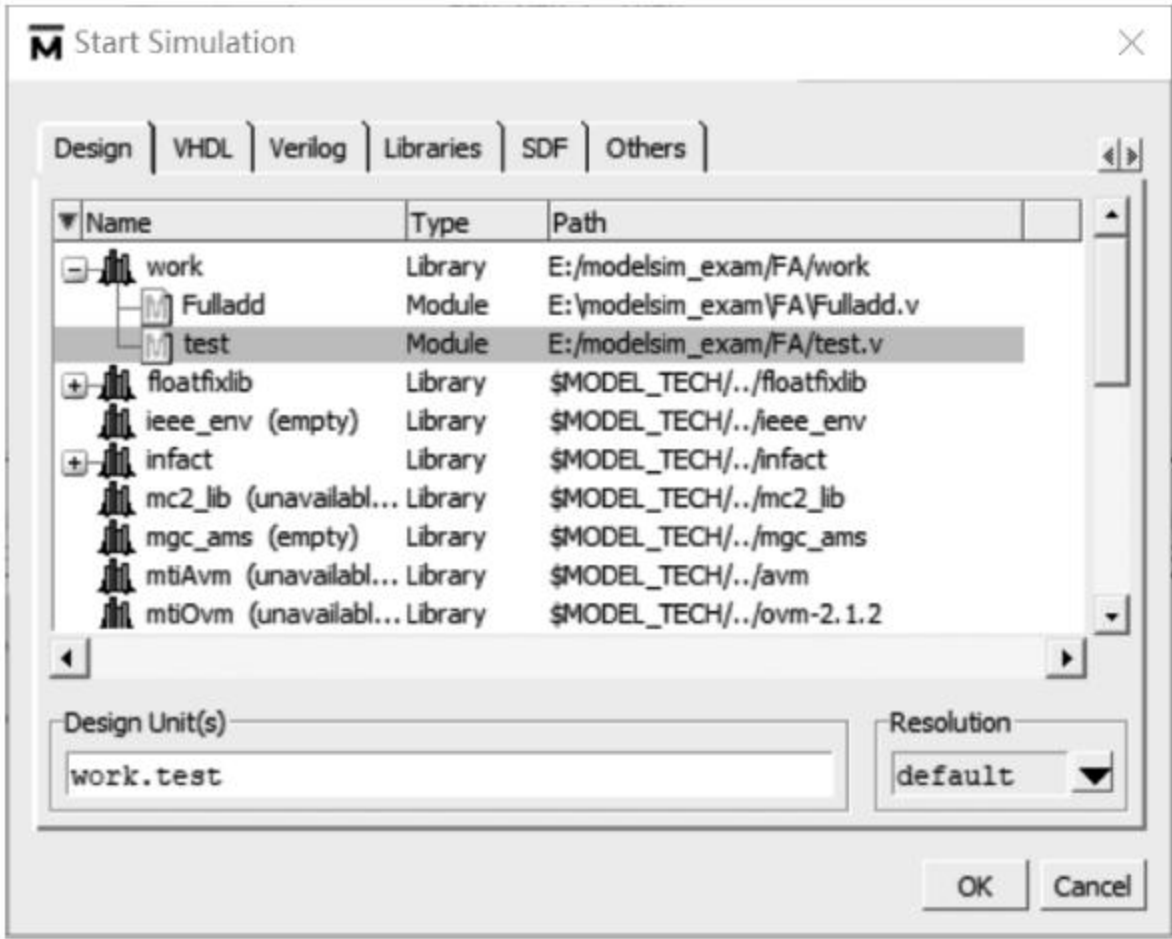 Start Simulation
Design VHDL Verilog Libraries SDF Others
Name Type Path
work Library E:/modelsim_exam/FA/work
Fulladd Module E:\modelsim_exam\FA\Fulladd.v
test Module E:/modelsim_exam/FA/test.v
floatfixlib Library $MODEL_TECH/../floatfixlib
ieee_env (empty) Library $MODEL_TECH/../ieee_env
infact Library $MODEL_TECH/../infact
mc2_lib (unavailabl... Library $MODEL_TECH/../mc2_lib
mgc_ams (empty) Library $MODEL_TECH/../mgc_ams
mtiAvm (unavailabl... Library $MODEL_TECH/../avm
mtiOvm (unavailabl... Library $MODEL_TECH/../ovm-2.1.2
Design Unit(s) Resolution
work.test default
OK Cancel